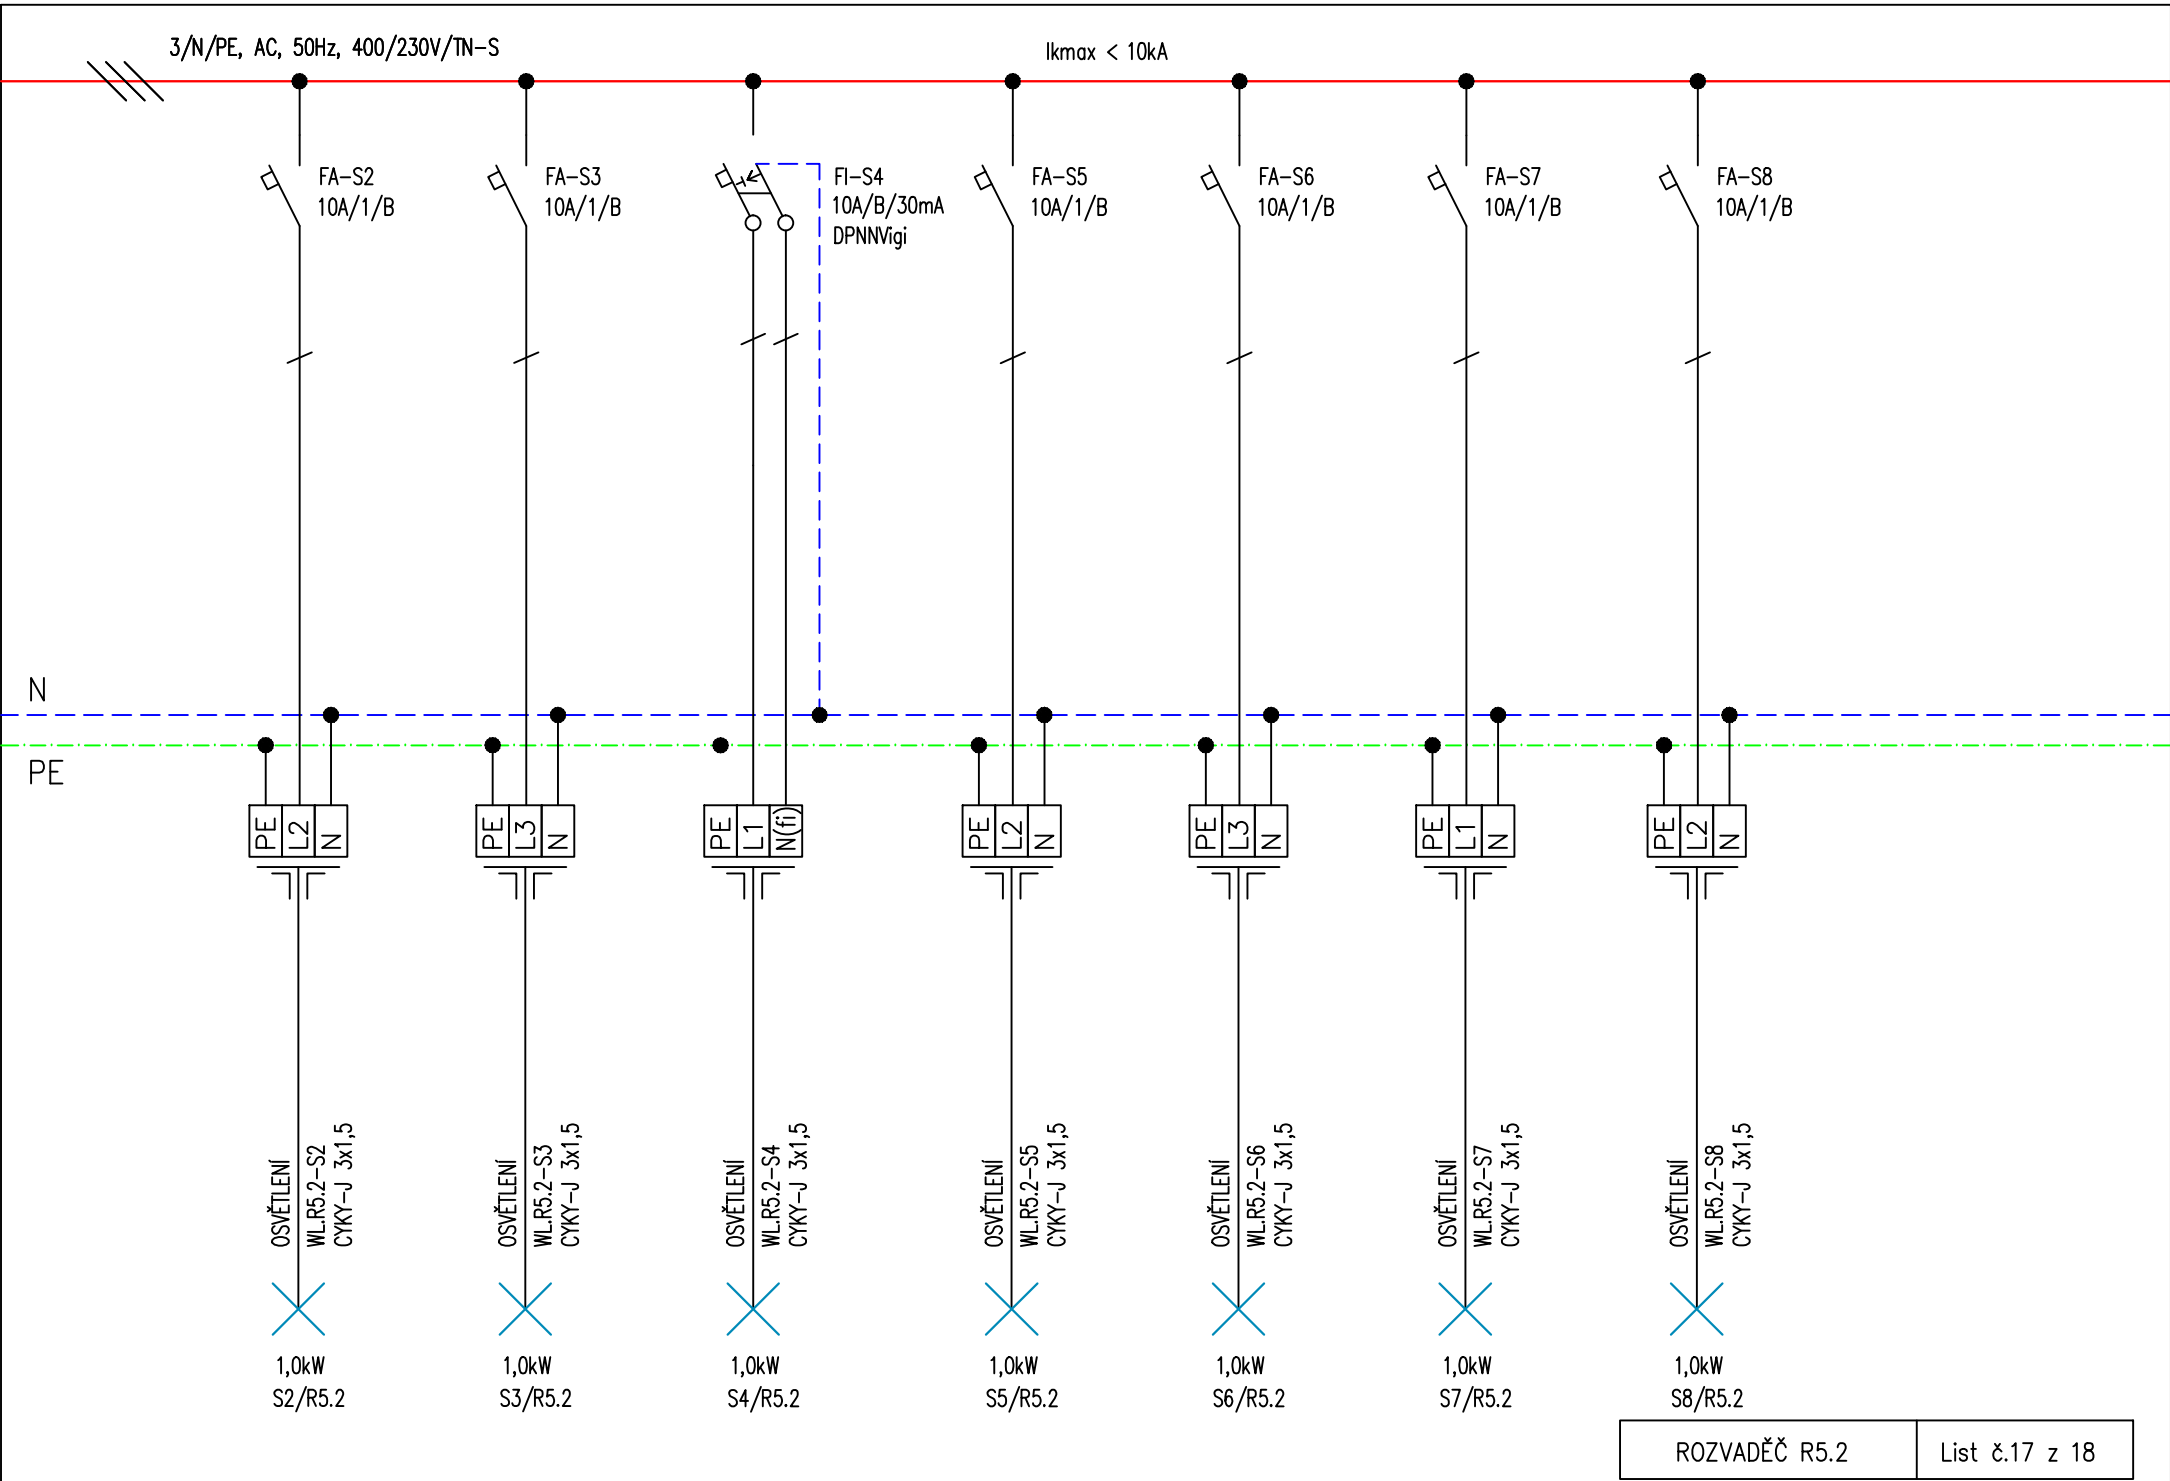 3/N/PE, AC, 50Hz, 400/230V/TN-S
Ikmax < 10kA
FA-S2
10A/1/B
FA-S3
10A/1/B
FI-S4
10A/B/30mA
DPNNVigi
FA-S5
10A/1/B
FA-S6
10A/1/B
FA-S7
10A/1/B
FA-S8
10A/1/B
N
PE
PE L2 N
PE L3 N
PE L1 N(fi)
PE L2 N
PE L3 N
PE L1 N
PE L2 N
OSVĚTLENÍ
WL.R5.2-S2
CYKY-J 3x1,5
OSVĚTLENÍ
WL.R5.2-S3
CYKY-J 3x1,5
OSVĚTLENÍ
WL.R5.2-S4
CYKY-J 3x1,5
OSVĚTLENÍ
WL.R5.2-S5
CYKY-J 3x1,5
OSVĚTLENÍ
WL.R5.2-S6
CYKY-J 3x1,5
OSVĚTLENÍ
WL.R5.2-S7
CYKY-J 3x1,5
OSVĚTLENÍ
WL.R5.2-S8
CYKY-J 3x1,5
1,0kW
S2/R5.2
1,0kW
S3/R5.2
1,0kW
S4/R5.2
1,0kW
S5/R5.2
1,0kW
S6/R5.2
1,0kW
S7/R5.2
1,0kW
S8/R5.2
ROZVADĚČ R5.2
List č.17 z 18